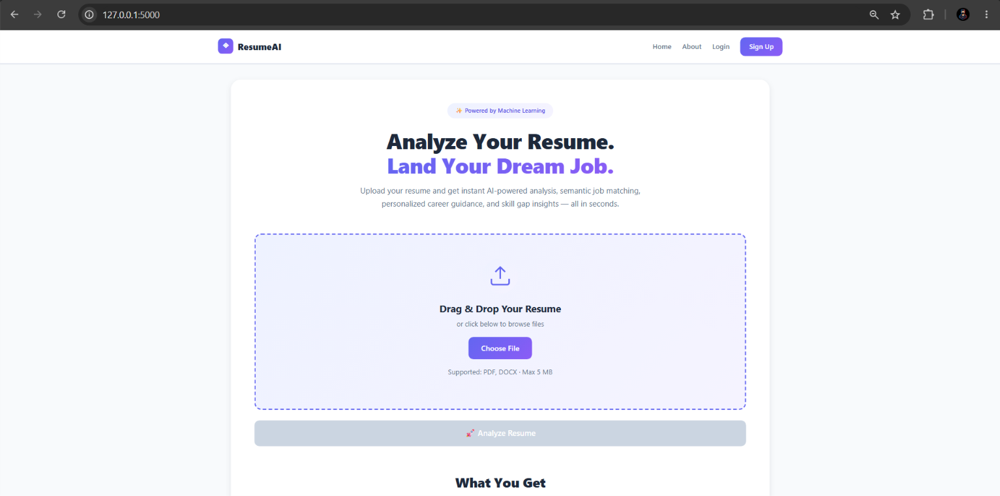 127.0.0.1:5000
ResumeAI
Home About Login Sign Up
✨ Powered by Machine Learning
Analyze Your Resume.
Land Your Dream Job.
Upload your resume and get instant AI-powered analysis, semantic job matching,
personalized career guidance, and skill gap insights — all in seconds.
Drag & Drop Your Resume
or click below to browse files
Choose File
Supported: PDF, DOCX · Max 5 MB
🚀 Analyze Resume
What You Get